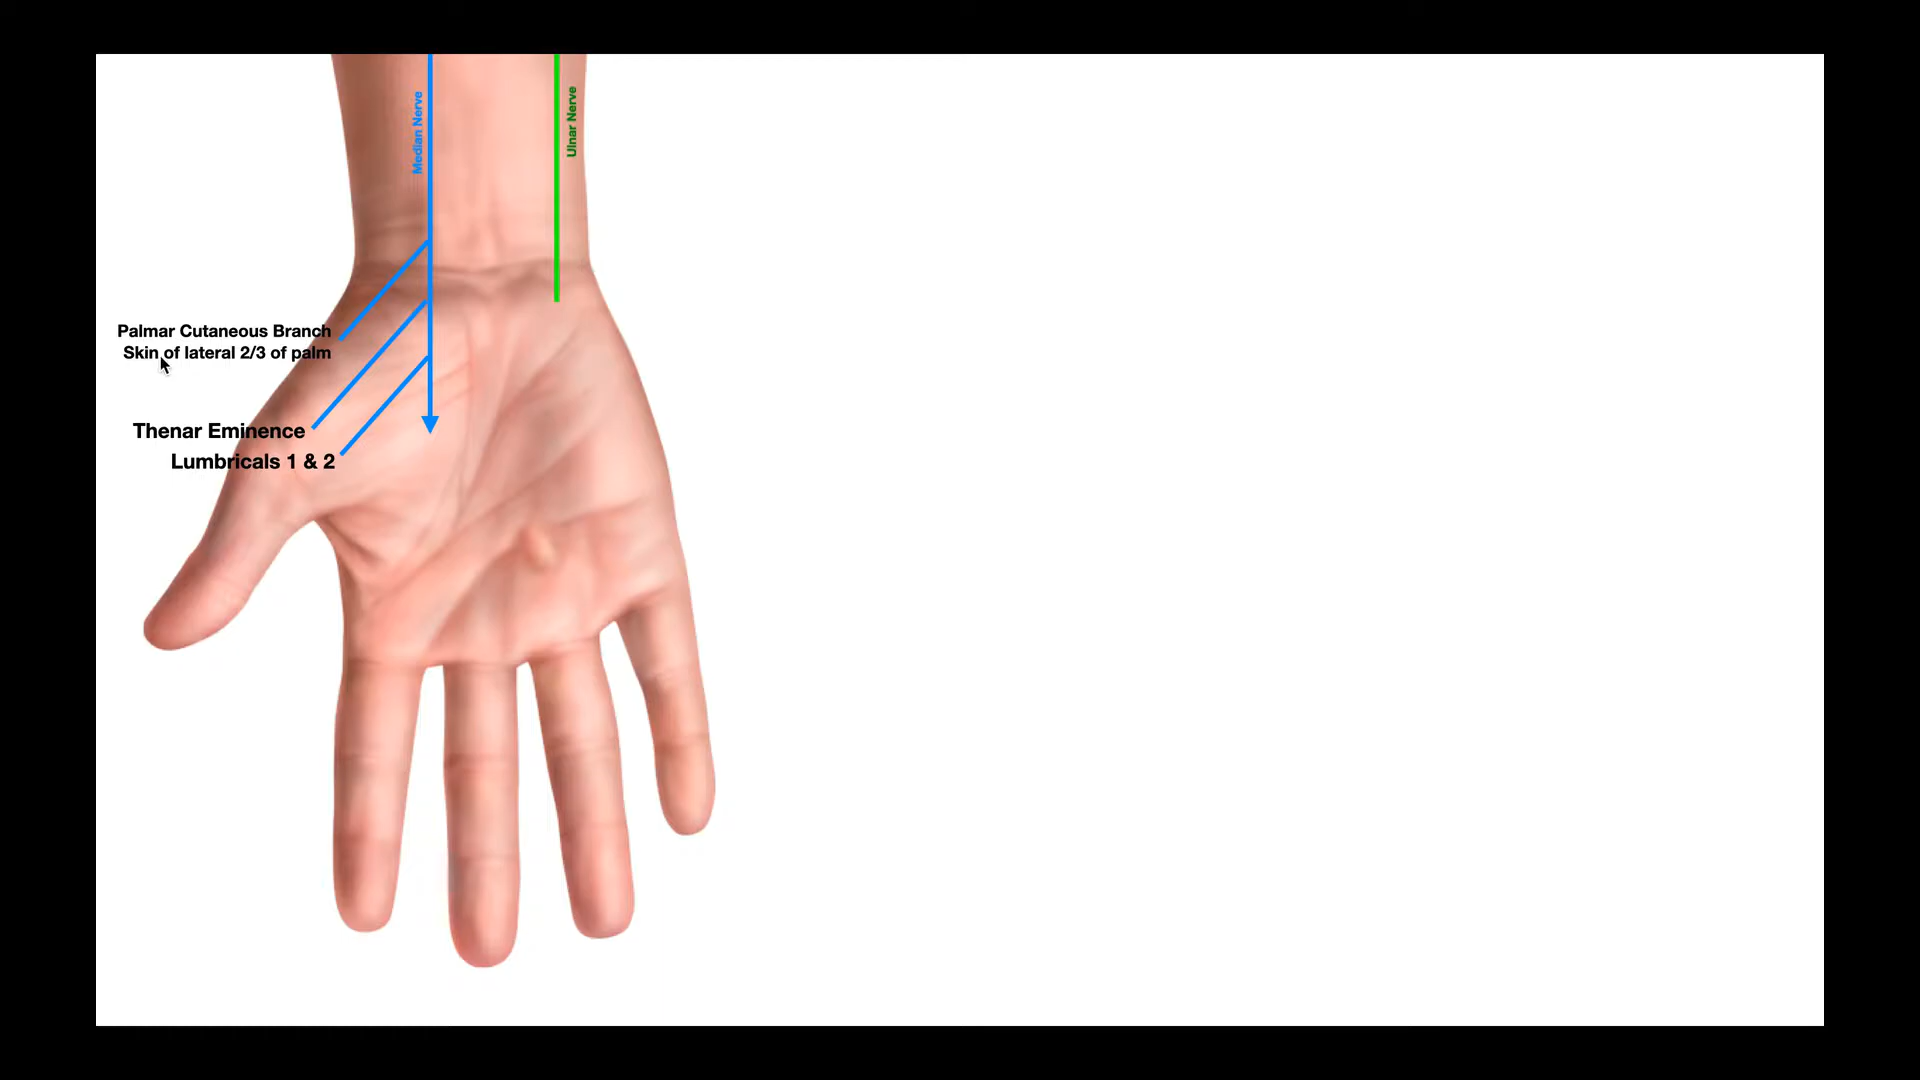 Median Nerve
Ulnar Nerve
Palmar Cutaneous Branch
Skin of lateral 2/3 of palm
Thenar Eminence
Lumbricals 1 & 2